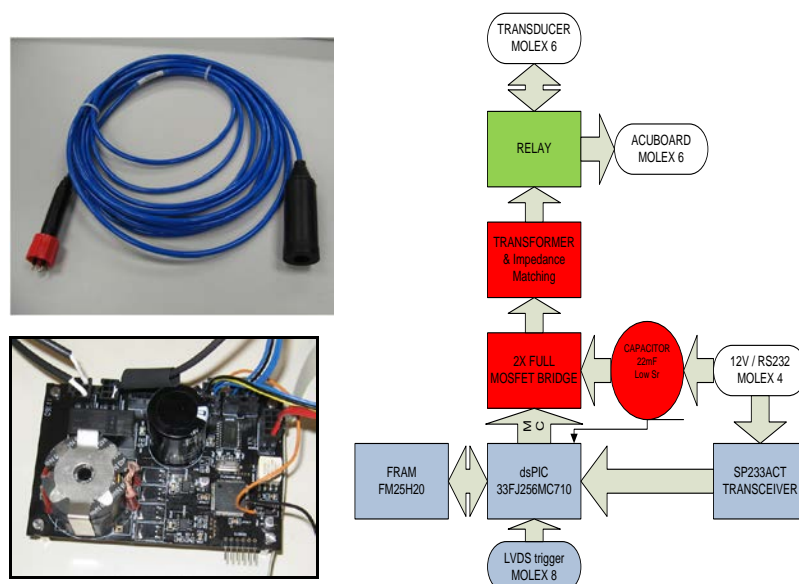 TRANSDUCER
MOLEX 6
RELAY
ACUBOARD
MOLEX 6
TRANSFORMER
& Impedance
Matching
2X FULL
MOSFET BRIDGE
CAPACITOR
22mF
Low Sr
12V / RS232
MOLEX 4
MC
FRAM
FM25H20
dsPIC
33FJ256MC710
SP233ACT
TRANSCEIVER
LVDS trigger
MOLEX 8